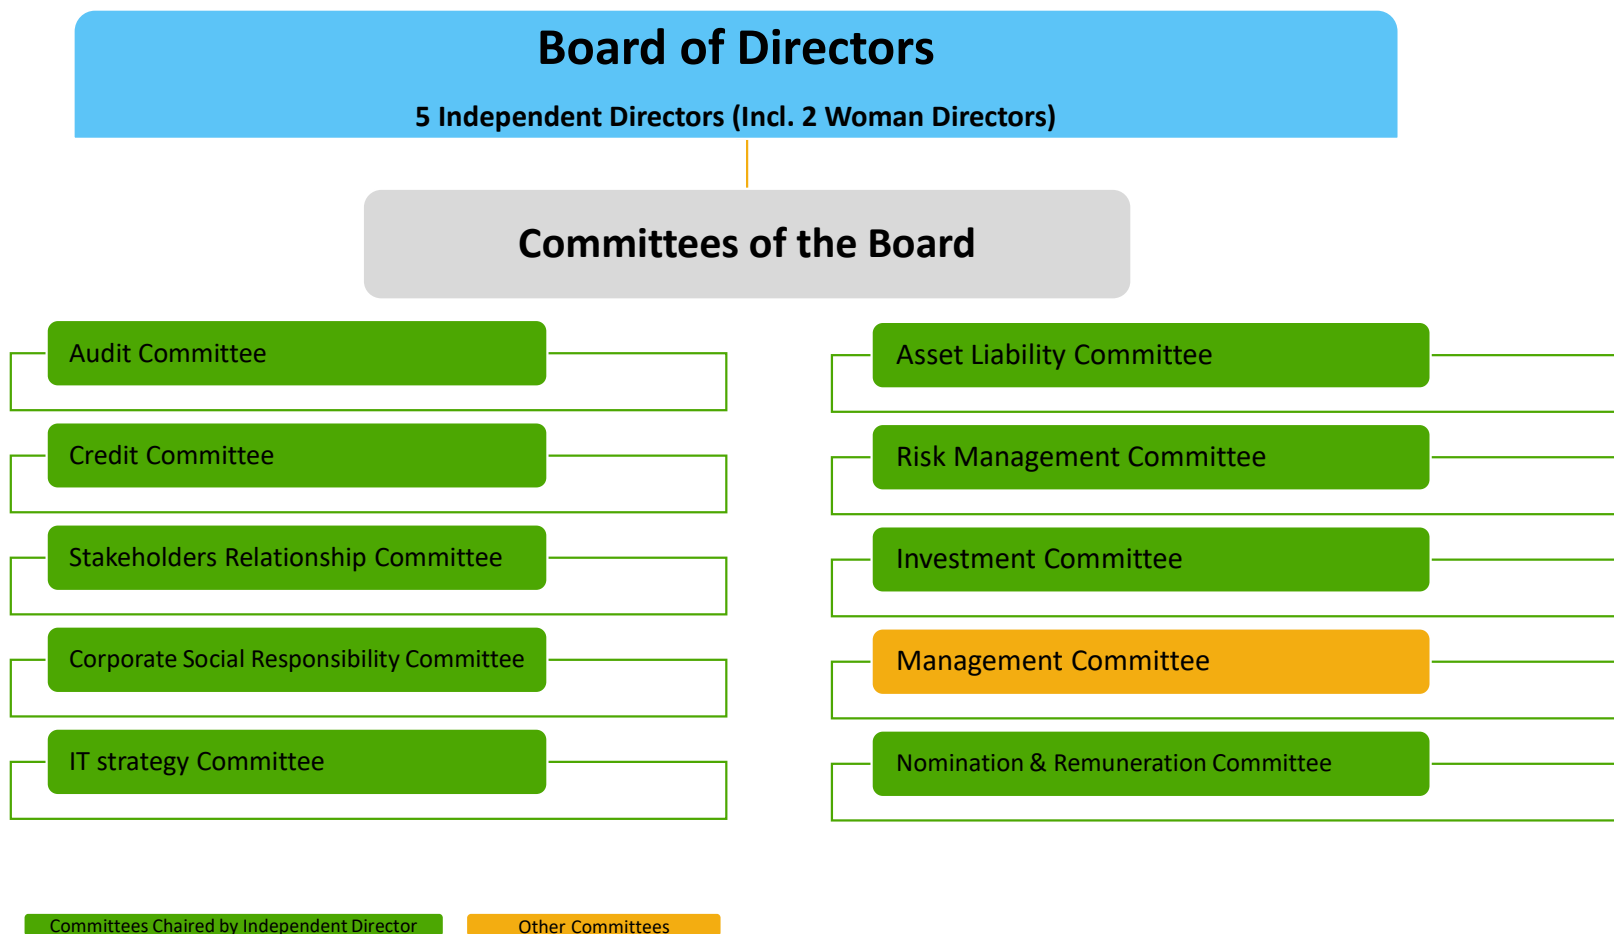 Board of Directors
5 Independent Directors (Incl. 2 Woman Directors)
Committees of the Board
Audit Committee
Credit Committee
Stakeholders Relationship Committee
Corporate Social Responsibility Committee
IT strategy Committee
Asset Liability Committee
Risk Management Committee
Investment Committee
Management Committee
Nomination & Remuneration Committee
Committees Chaired by Independent Director
Other Committees